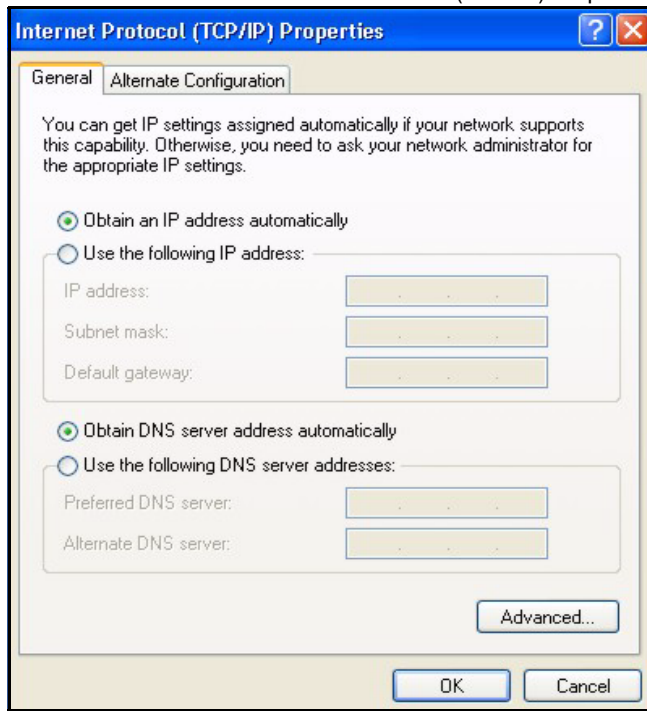 Internet Protocol (TCP/IP) Properties
General
Alternate Configuration
You can get IP settings assigned automatically if your network supports
this capability. Otherwise, you need to ask your network administrator for
the appropriate IP settings.
Obtain an IP address automatically
Use the following IP address:
IP address:
Subnet mask:
Default gateway:
Obtain DNS server address automatically
Use the following DNS server addresses:
Preferred DNS server:
Alternate DNS server:
Advanced...
OK
Cancel